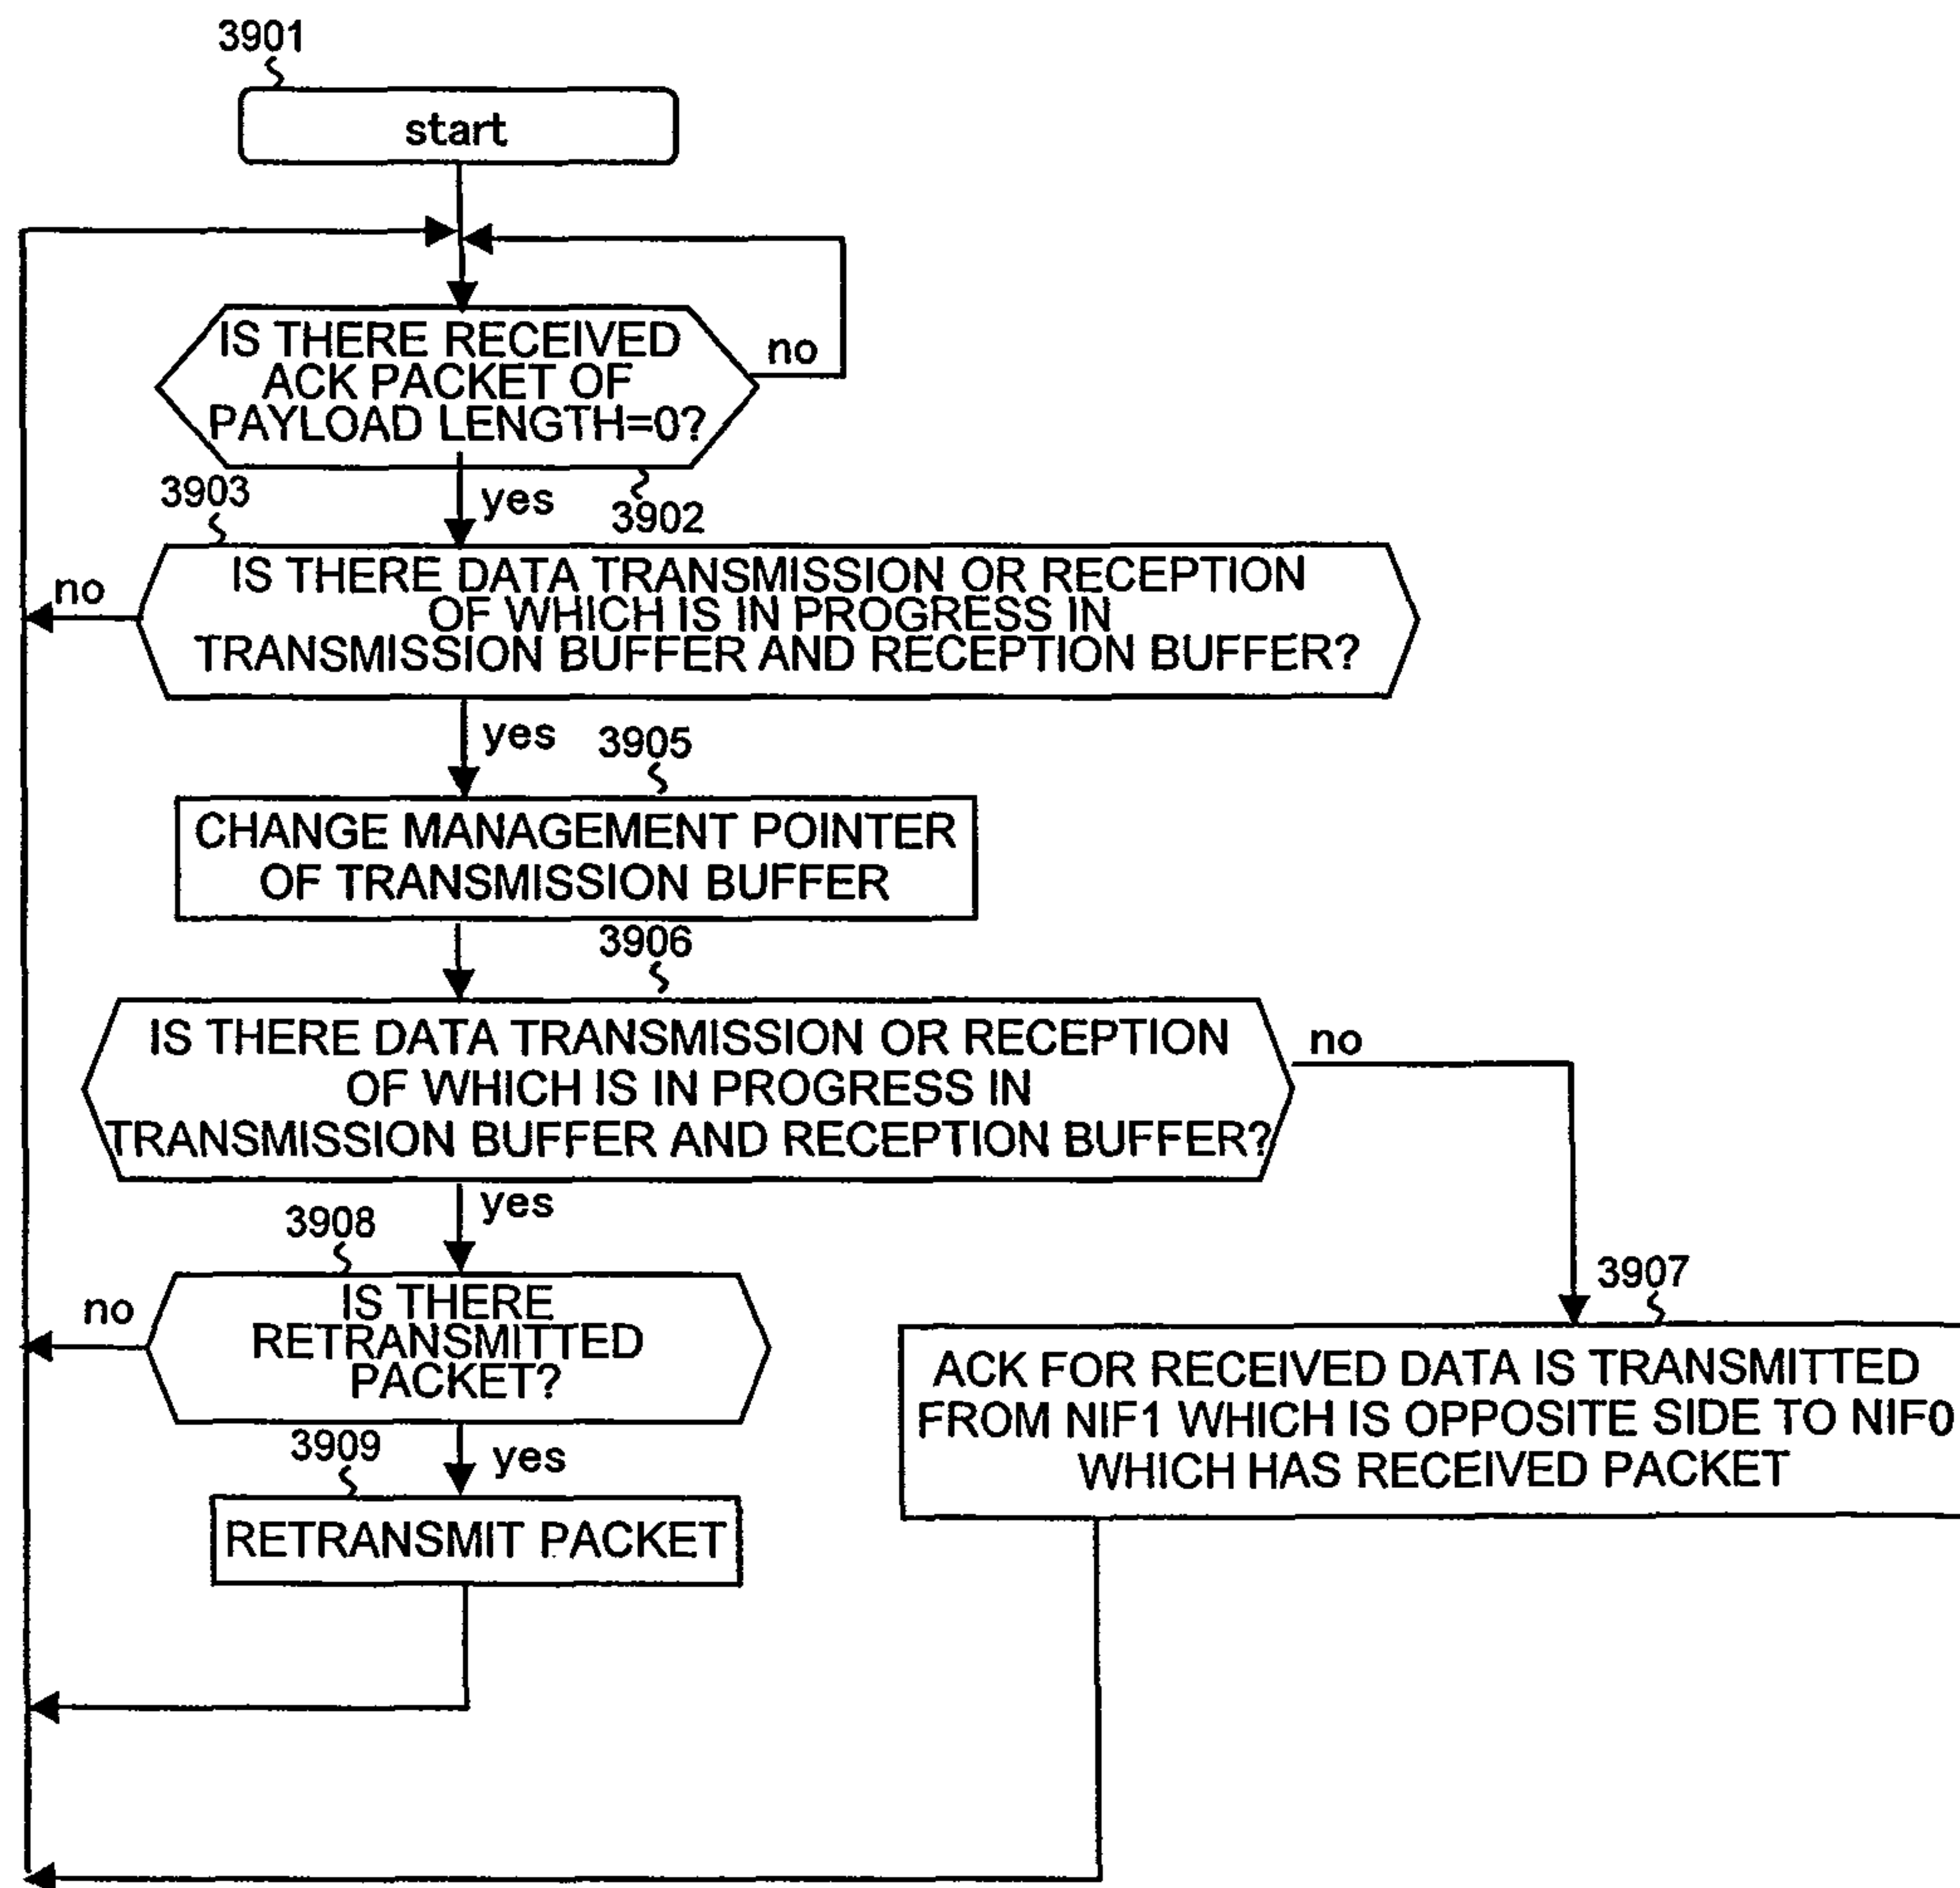 3901
start
IS THERE RECEIVED
ACK PACKET OF
PAYLOAD LENGTH=0?
no
3903
yes
3902
IS THERE DATA TRANSMISSION OR RECEPTION
OF WHICH IS IN PROGRESS IN
TRANSMISSION BUFFER AND RECEPTION BUFFER?
no
yes
3905
CHANGE MANAGEMENT POINTER
OF TRANSMISSION BUFFER
3906
IS THERE DATA TRANSMISSION OR RECEPTION
OF WHICH IS IN PROGRESS IN
TRANSMISSION BUFFER AND RECEPTION BUFFER?
no
yes
3908
IS THERE
RETRANSMITTED
PACKET?
no
3907
ACK FOR RECEIVED DATA IS TRANSMITTED
FROM NIF1 WHICH IS OPPOSITE SIDE TO NIF0
WHICH HAS RECEIVED PACKET
3909
yes
RETRANSMIT PACKET